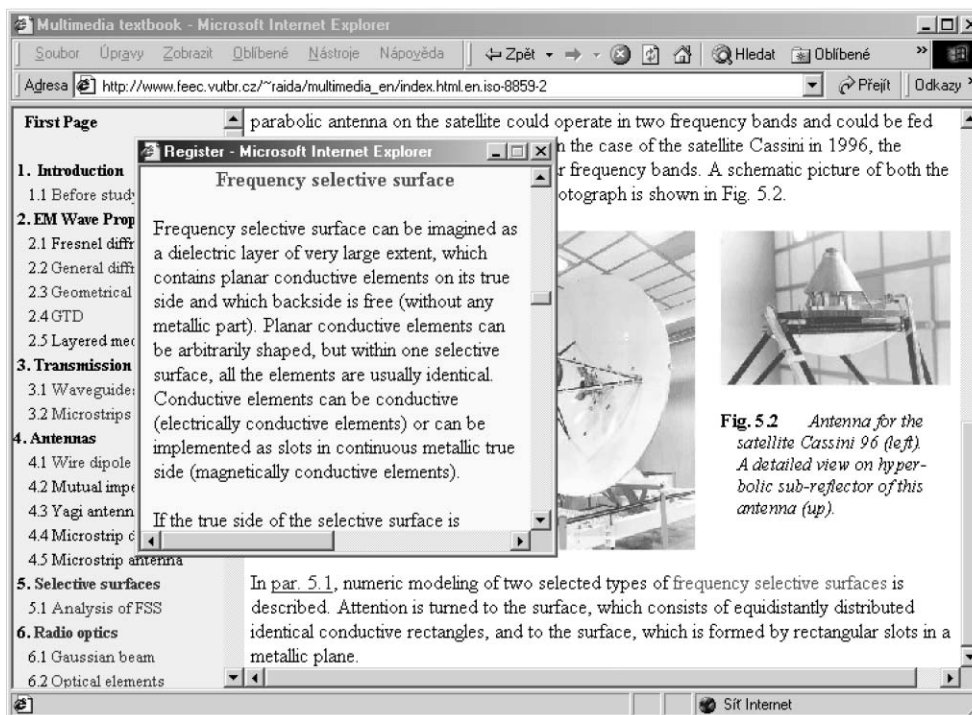 Multimedia textbook - Microsoft Internet Explorer
Soubor Úpravy Zobrazit Oblíbené Nástroje Nápověda Zpět Hledat Oblíbené »
Adresa http://www.feec.vutbr.cz/~raida/multimedia_en/index.html.en.iso-8859-2 Přejít Odkazy »
First Page
1. Introduction
1.1 Before study
2. EM Wave Prop
2.1 Fresnel diffr
2.2 General diffi
2.3 Geometrical
2.4 GTD
2.5 Layered med
3. Transmission
3.1 Waveguide
3.2 Microstrips
4. Antennas
4.1 Wire dipole
4.2 Mutual impe
4.3 Yagi antenn
4.4 Microstrip d
4.5 Microstrip antenna
5. Selective surfaces
5.1 Analysis of FSS
6. Radio optics
6.1 Gaussian beam
6.2 Optical elements
Register - Microsoft Internet Explorer
Frequency selective surface
Frequency selective surface can be imagined as
a dielectric layer of very large extent, which
contains planar conductive elements on its true
side and which backside is free (without any
metallic part). Planar conductive elements can
be arbitrarily shaped, but within one selective
surface, all the elements are usually identical.
Conductive elements can be conductive
(electrically conductive elements) or can be
implemented as slots in continuous metallic true
side (magnetically conductive elements).
If the true side of the selective surface is
parabolic antenna on the satellite could operate in two frequency bands and could be fed
n the case of the satellite Cassini in 1996, the
r frequency bands. A schematic picture of both the
otograph is shown in Fig. 5.2.
Fig. 5.2 Antenna for the
satellite Cassini 96 (left).
A detailed view on hyper-
bolic sub-reflector of this
antenna (up).
In par. 5.1, numeric modeling of two selected types of frequency selective surfaces is
described. Attention is turned to the surface, which consists of equidistantly distributed
identical conductive rectangles, and to the surface, which is formed by rectangular slots in a
metallic plane.
Síť Internet